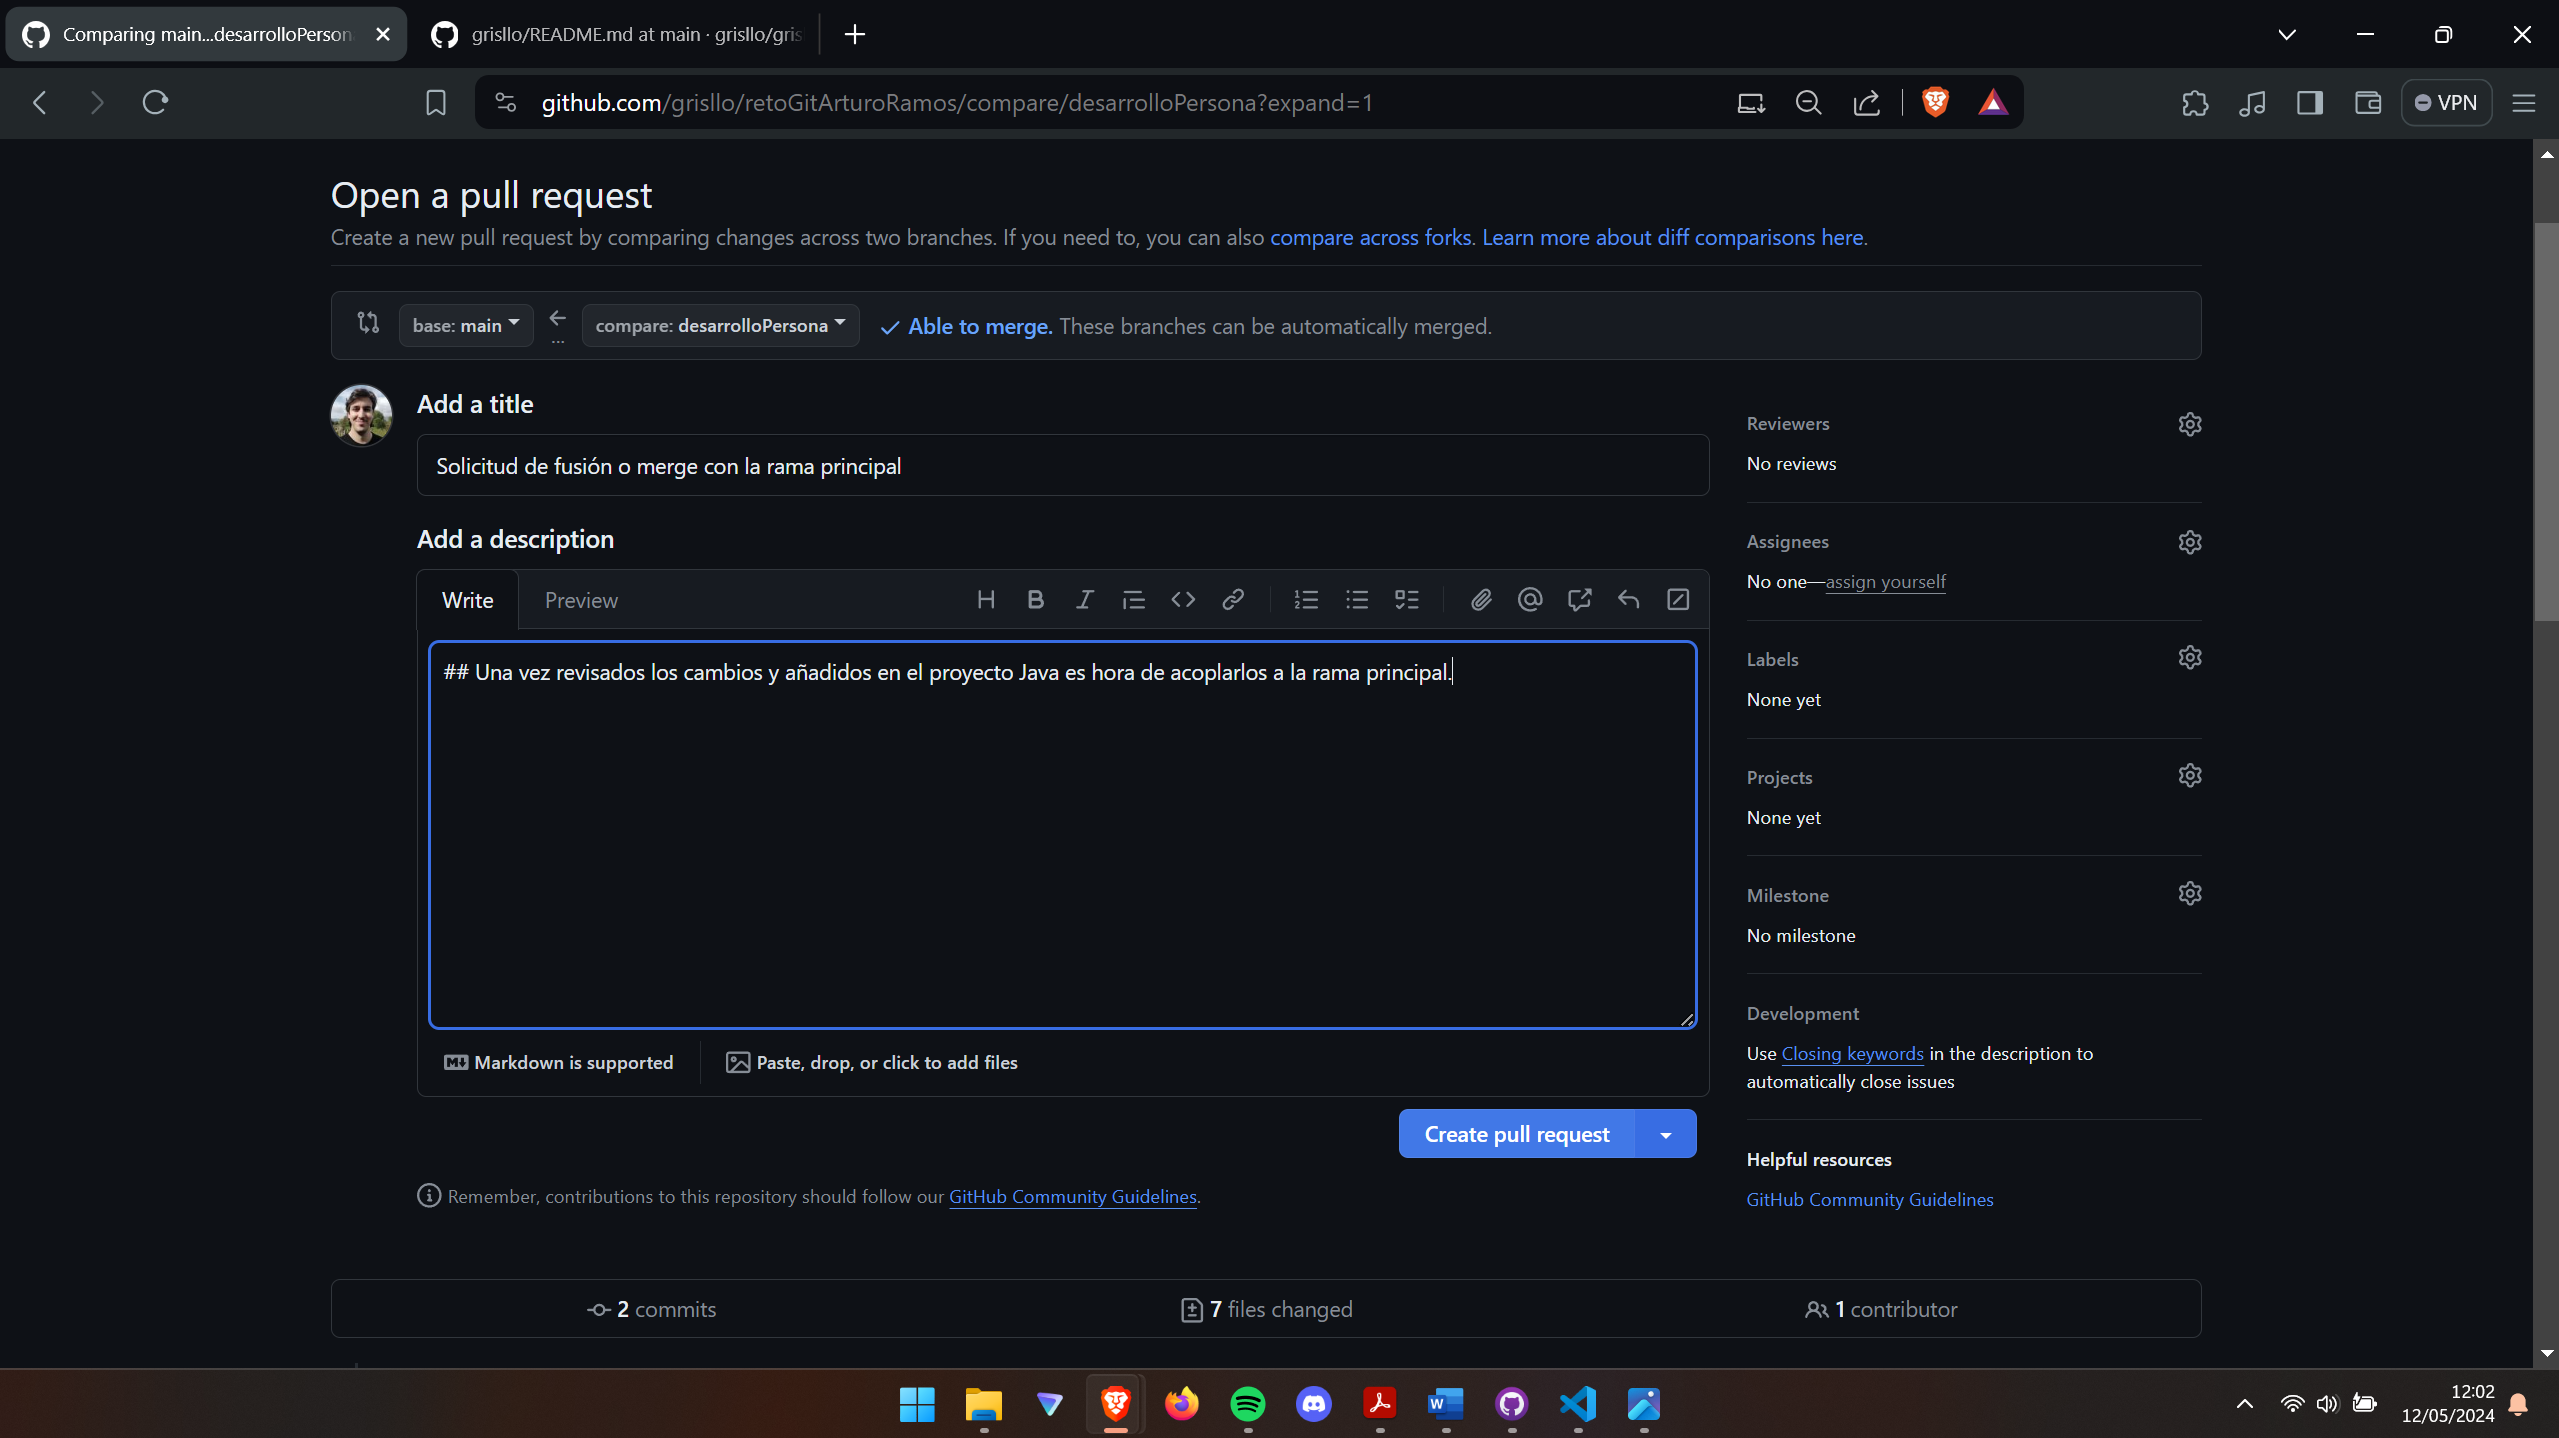 Comparing main...desarrolloPerson
grisllo/README.md at main · grisllo/gris
github.com/grisllo/retoGitArturoRamos/compare/desarrolloPersona?expand=1
VPN
Open a pull request
Create a new pull request by comparing changes across two branches. If you need to, you can also compare across forks. Learn more about diff comparisons here.
base: main
...
compare: desarrolloPersona
Able to merge. These branches can be automatically merged.
Add a title
Solicitud de fusión o merge con la rama principal
Add a description
Write
Preview
## Una vez revisados los cambios y añadidos en el proyecto Java es hora de acoplarlos a la rama principal.
Markdown is supported
Paste, drop, or click to add files
Create pull request
Remember, contributions to this repository should follow our GitHub Community Guidelines.
Reviewers
No reviews
Assignees
No one—assign yourself
Labels
None yet
Projects
None yet
Milestone
No milestone
Development
Use Closing keywords in the description to
automatically close issues
Helpful resources
GitHub Community Guidelines
2 commits
7 files changed
1 contributor
12:02
12/05/2024